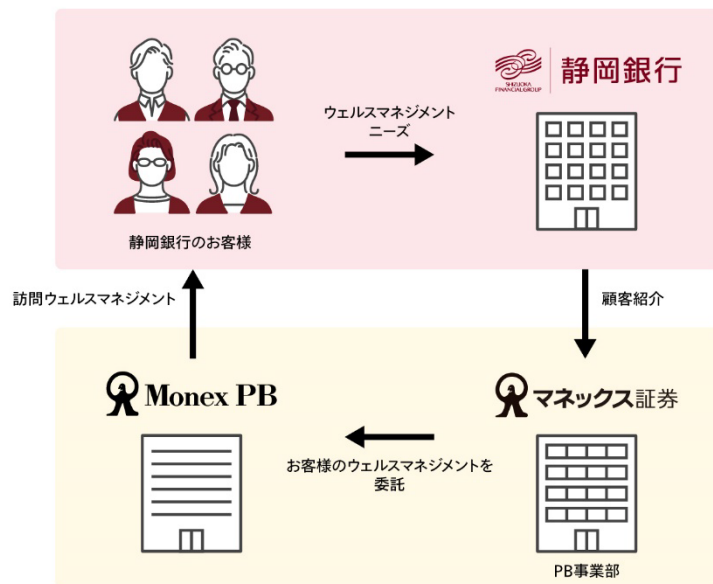 SHIZUOKA
FINANCIAL GROUP
静岡銀行
ウェルスマネジメント
ニーズ
静岡銀行のお客様
訪問ウェルスマネジメント
顧客紹介
Monex PB
マネックス証券
お客様のウェルスマネジメントを
委託
PB事業部